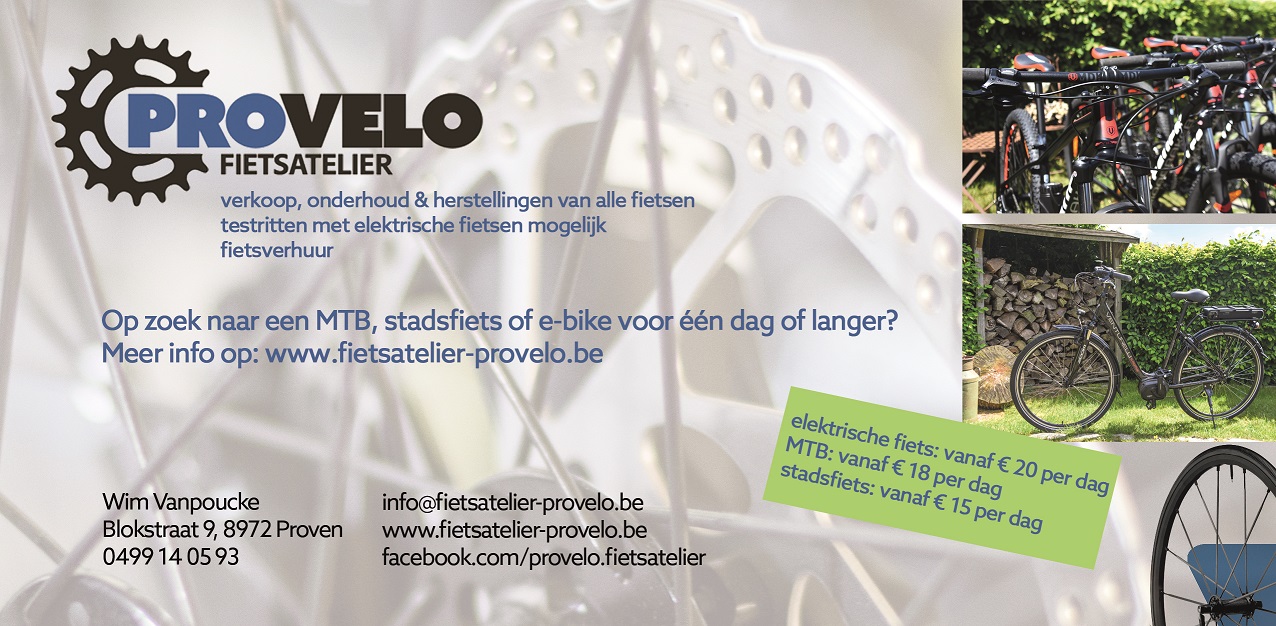 PROVELO
FIETSATELIER
verkoop, onderhoud & herstellingen van alle fietsen
testritten met elektrische fietsen mogelijk
fietsverhuur
Op zoek naar een MTB, stadsfiets of e-bike voor één dag of langer?
Meer info op: www.fietsatelier-provelo.be
elektrische fiets: vanaf € 20 per dag
MTB: vanaf € 18 per dag
stadsfiets: vanaf € 15 per dag
Wim Vanpoucke
Blokstraat 9, 8972 Proven
0499 14 05 93
info@fietsatelier-provelo.be
www.fietsatelier-provelo.be
facebook.com/provelo.fietsatelier